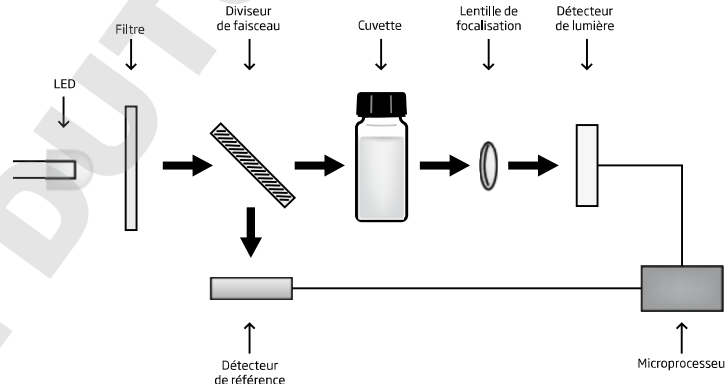 Diviseur
de faisceau
Lentille de
focalisation
Détecteur
de lumière
Filtre
Cuvette
LED
Détecteur
de référence
Microprocesseu